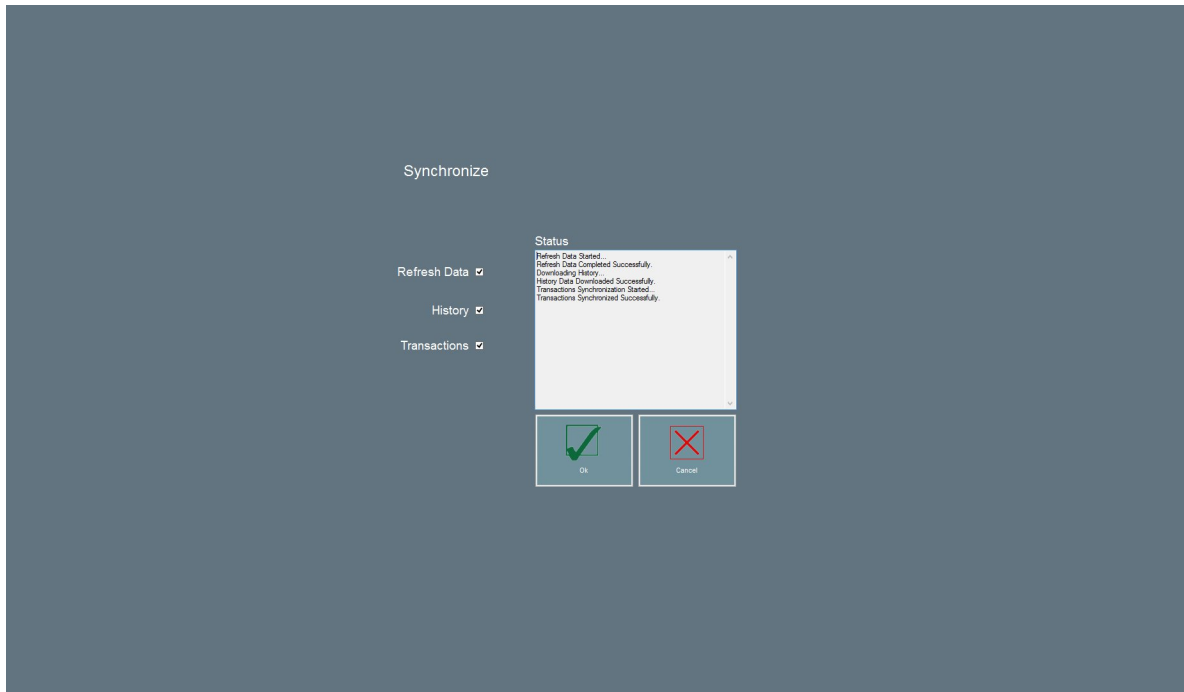 Synchronize
Status
Refresh Data Started...
Refresh Data Completed Successfully.
Downloading History...
History Data Downloaded Successfully.
Transactions Synchronization Started...
Transactions Synchronized Successfully.
Refresh Data
History
Transactions
Ok
Cancel